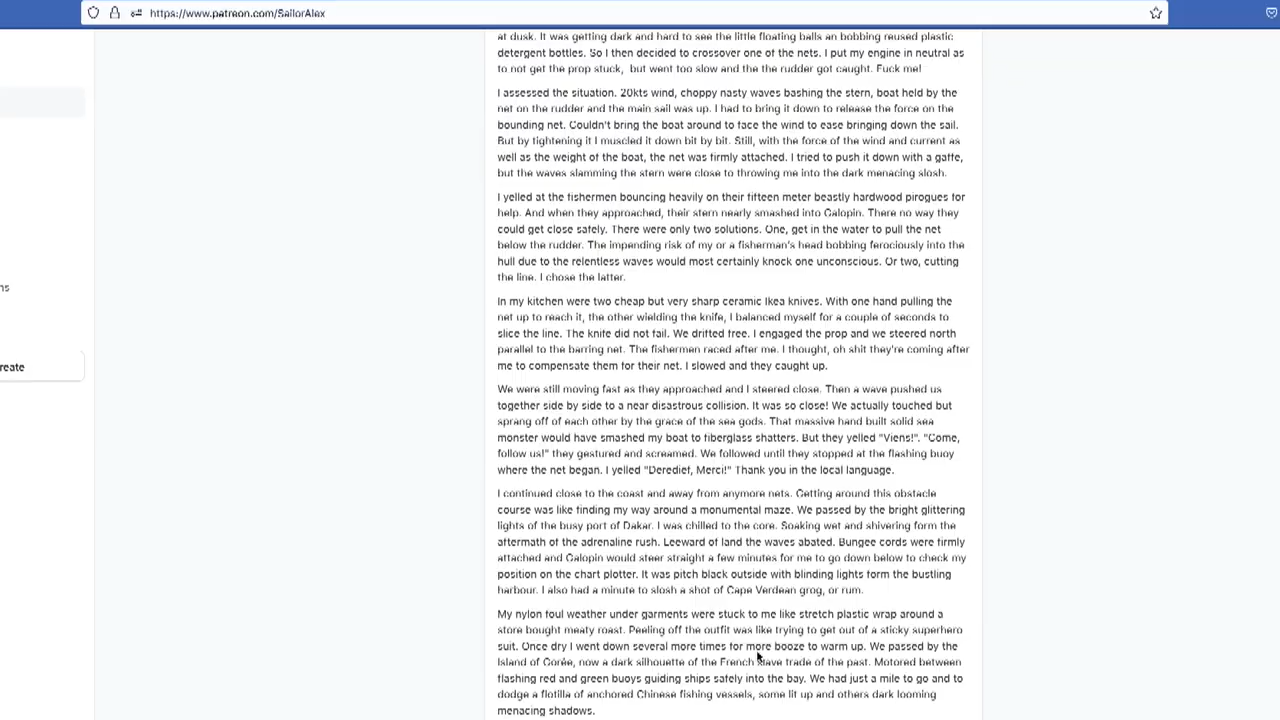 https://www.patreon.com/SailorAlex
at dusk. It was getting dark and hard to see the little floating balls an bobbing reused plastic
detergent bottles. So I then decided to crossover one of the nets. I put my engine in neutral as
to not get the prop stuck, but went too slow and the the rudder got caught. Fuck me!
I assessed the situation. 20kts wind, choppy nasty waves bashing the stern, boat held by the
net on the rudder and the main sail was up. I had to bring it down to release the force on the
bounding net. Couldn't bring the boat around to face the wind to ease bringing down the sail.
But by tightening it I muscled it down bit by bit. Still, with the force of the wind and current as
well as the weight of the boat, the net was firmly attached. I tried to push it down with a gaffe,
but the waves slamming the stern were close to throwing me into the dark menacing slosh.
I yelled at the fishermen bouncing heavily on their fifteen meter beastly hardwood pirogues for
help. And when they approached, their stern nearly smashed into Galopin. There no way they
could get close safely. There were only two solutions. One, get in the water to pull the net
below the rudder. The impending risk of my or a fisherman's head bobbing ferociously into the
hull due to the relentless waves would most certainly knock one unconscious. Or two, cutting
the line. I chose the latter.
ns
In my kitchen were two cheap but very sharp ceramic Ikea knives. With one hand pulling the
net up to reach it, the other wielding the knife, I balanced myself for a couple of seconds to
slice the line. The knife did not fail. We drifted free. I engaged the prop and we steered north
parallel to the barring net. The fishermen raced after me. I thought, oh shit they're coming after
me to compensate them for their net. I slowed and they caught up.
reate
We were still moving fast as they approached and I steered close. Then a wave pushed us
together side by side to a near disastrous collision. It was so close! We actually touched but
sprang off of each other by the grace of the sea gods. That massive hand built solid sea
monster would have smashed my boat to fiberglass shatters. But they yelled "Viens!". "Come,
follow us!" they gestured and screamed. We followed until they stopped at the flashing buoy
where the net began. I yelled "Deredief, Merci!" Thank you in the local language.
I continued close to the coast and away from anymore nets. Getting around this obstacle
course was like finding my way around a monumental maze. We passed by the bright glittering
lights of the busy port of Dakar. I was chilled to the core. Soaking wet and shivering form the
aftermath of the adrenaline rush. Leeward of land the waves abated. Bungee cords were firmly
attached and Galopin would steer straight a few minutes for me to go down below to check my
position on the chart plotter. It was pitch black outside with blinding lights form the bustling
harbour. I also had a minute to slosh a shot of Cape Verdean grog, or rum.
My nylon foul weather under garments were stuck to me like stretch plastic wrap around a
store bought meaty roast. Peeling off the outfit was like trying to get out of a sticky superhero
suit. Once dry I went down several more times for more booze to warm up. We passed by the
Island of Gorée, now a dark silhouette of the French slave trade of the past. Motored between
flashing red and green buoys guiding ships safely into the bay. We had just a mile to go and to
dodge a flotilla of anchored Chinese fishing vessels, some lit up and others dark looming
menacing shadows.